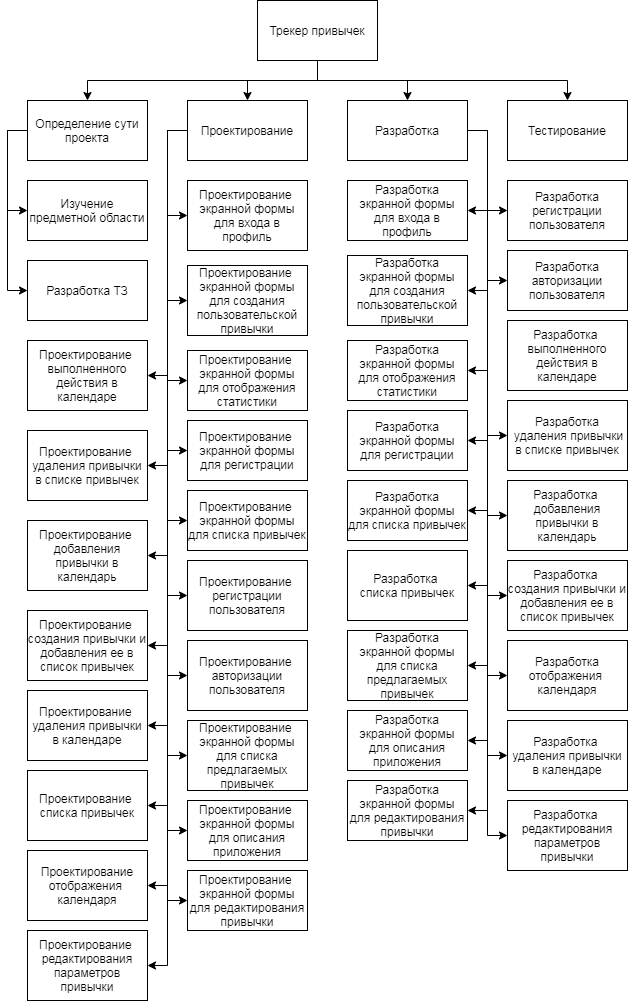 Трекер привычек
Определение сути
проекта
Проектирование
Разработка
Тестирование
Изучение
предметной области
Разработка ТЗ
Проектирование
выполненного
действия в
календаре
Проектирование
удаления привычки
в списке привычек
Проектирование
добавления
привычки в
календарь
Проектирование
создания привычки и
добавления ее в
список привычек
Проектирование
удаления привычки
в календаре
Проектирование
списка привычек
Проектирование
отображения
календаря
Проектирование
редактирования
параметров
привычки
Проектирование
экранной формы
для входа в
профиль
Проектирование
экранной формы
для создания
пользовательской
привычки
Проектирование
экранной формы
для отображения
статистики
Проектирование
экранной формы
для регистрации
Проектирование
экранной формы
для списка привычек
Проектирование
регистрации
пользователя
Проектирование
авторизации
пользователя
Проектирование
экранной формы
для списка
предлагаемых
привычек
Проектирование
экранной формы
для описания
приложения
Проектирование
экранной формы
для редактирования
привычки
Разработка
экранной формы
для входа в
профиль
Разработка
экранной формы
для создания
пользовательской
привычки
Разработка
экранной формы
для отображения
статистики
Разработка
экранной формы
для регистрации
Разработка
экранной формы
для списка привычек
Разработка
списка привычек
Разработка
экранной формы
для списка
предлагаемых
привычек
Разработка
экранной формы
для описания
приложения
Разработка
экранной формы
для редактирования
привычки
Разработка
регистрации
пользователя
Разработка
авторизации
пользователя
Разработка
выполненного
действия в
календаре
Разработка
удаления привычки
в списке привычек
Разработка
добавления
привычки в
календарь
Разработка
создания привычки и
добавления ее в
список привычек
Разработка
отображения
календаря
Разработка
удаления привычки
в календаре
Разработка
редактирования
параметров
привычки